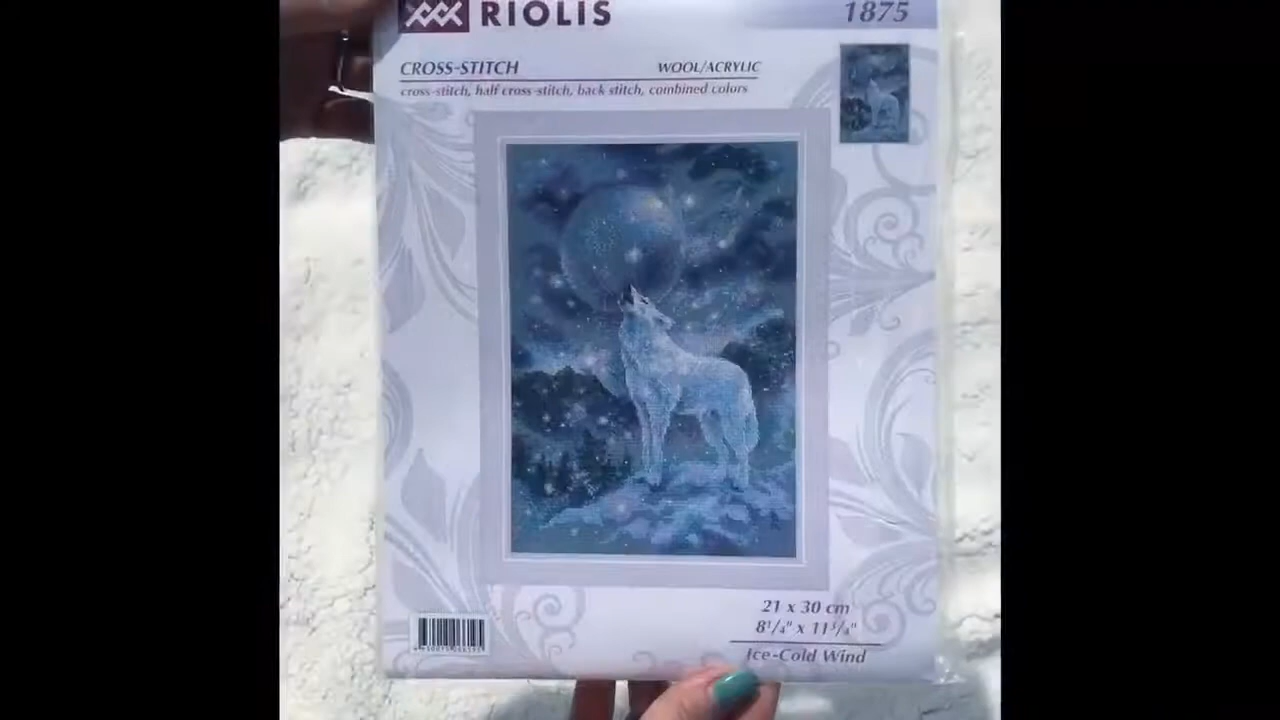 RIOLIS
1875
CROSS-STITCH
WOOL/ACRYLIC
cross-stitch, half cross-stitch, back stitch, combined colors
21 x 30 cm
8¹/₄" x 11³/₄"
Ice-Cold Wind